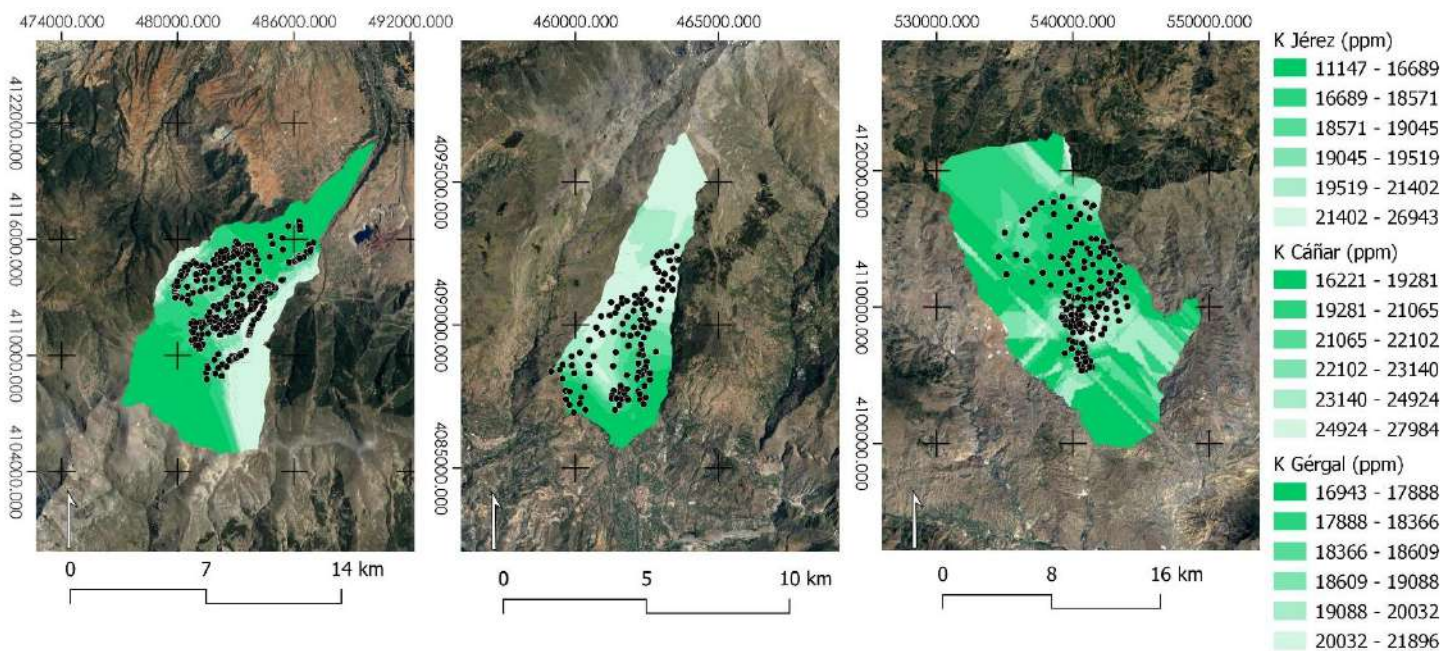 474000.000 480000.000 486000.000 492000.000
4122000.000
4116000.000
4110000.000
4104000.000
0 7 14 km
460000.000 465000.000
4095000.000
4090000.000
4085000.000
0 5 10 km
530000.000 540000.000 550000.000
4120000.000
4110000.000
4100000.000
0 8 16 km
K Jérez (ppm)
11147 - 16689
16689 - 18571
18571 - 19045
19045 - 19519
19519 - 21402
21402 - 26943
K Cáñar (ppm)
16221 - 19281
19281 - 21065
21065 - 22102
22102 - 23140
23140 - 24924
24924 - 27984
K Gérgal (ppm)
16943 - 17888
17888 - 18366
18366 - 18609
18609 - 19088
19088 - 20032
20032 - 21896